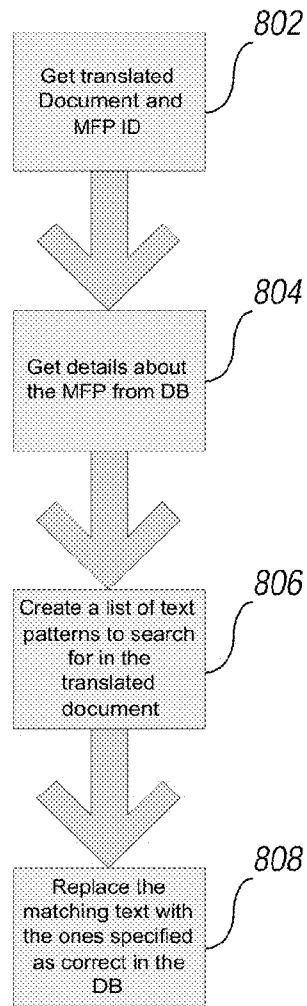 802
Get translated
Document and
MFP ID
804
Get details about
the MFP from DB
806
Create a list of text
patterns to search
for in the
translated
document
808
Replace the
matching text with
the ones specified
as correct in the
DB